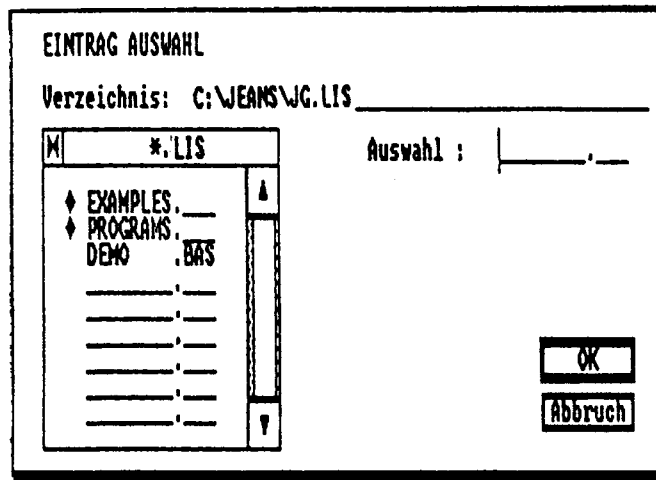 EINTRAG AUSWAHL
Verzeichnis: C:\JEANS\JG.LIS
*.LIS
Auswahl :
EXAMPLES.
PROGRAMS.
DEMO .BAS
OK
Abbruch